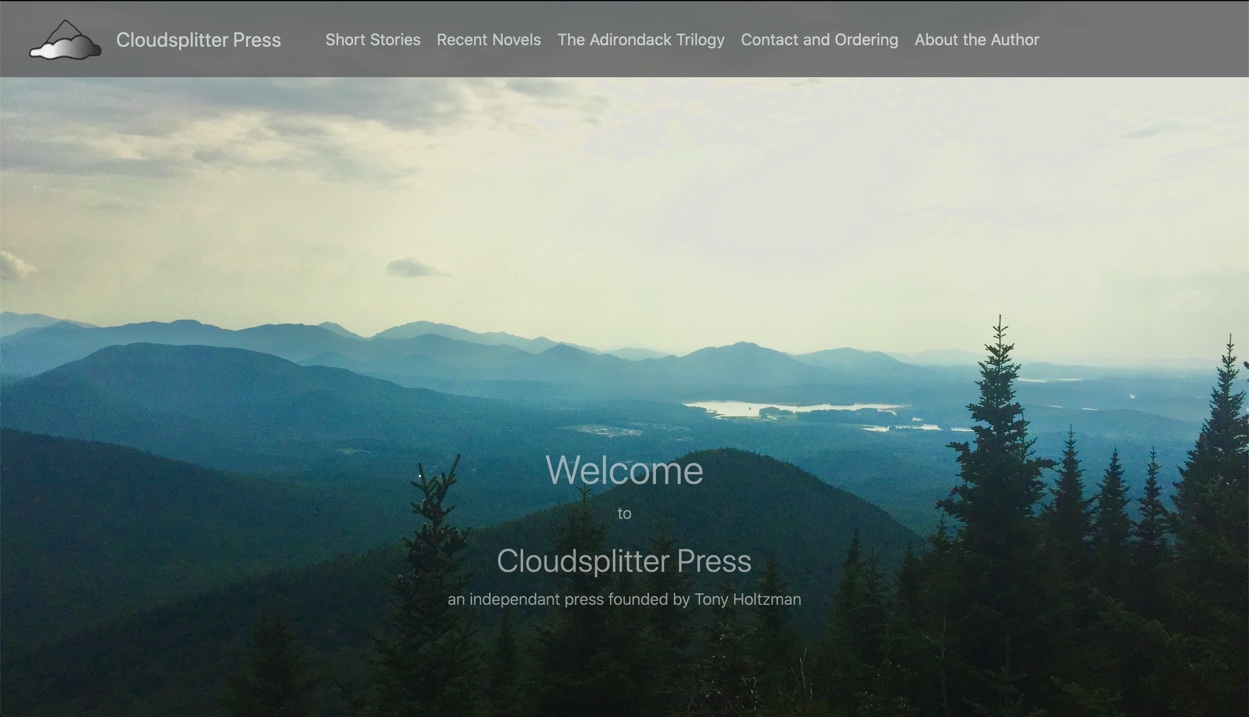 Cloudsplitter Press Short Stories Recent Novels The Adirondack Trilogy Contact and Ordering About the Author
Welcome
to
Cloudsplitter Press
an independant press founded by Tony Holtzman